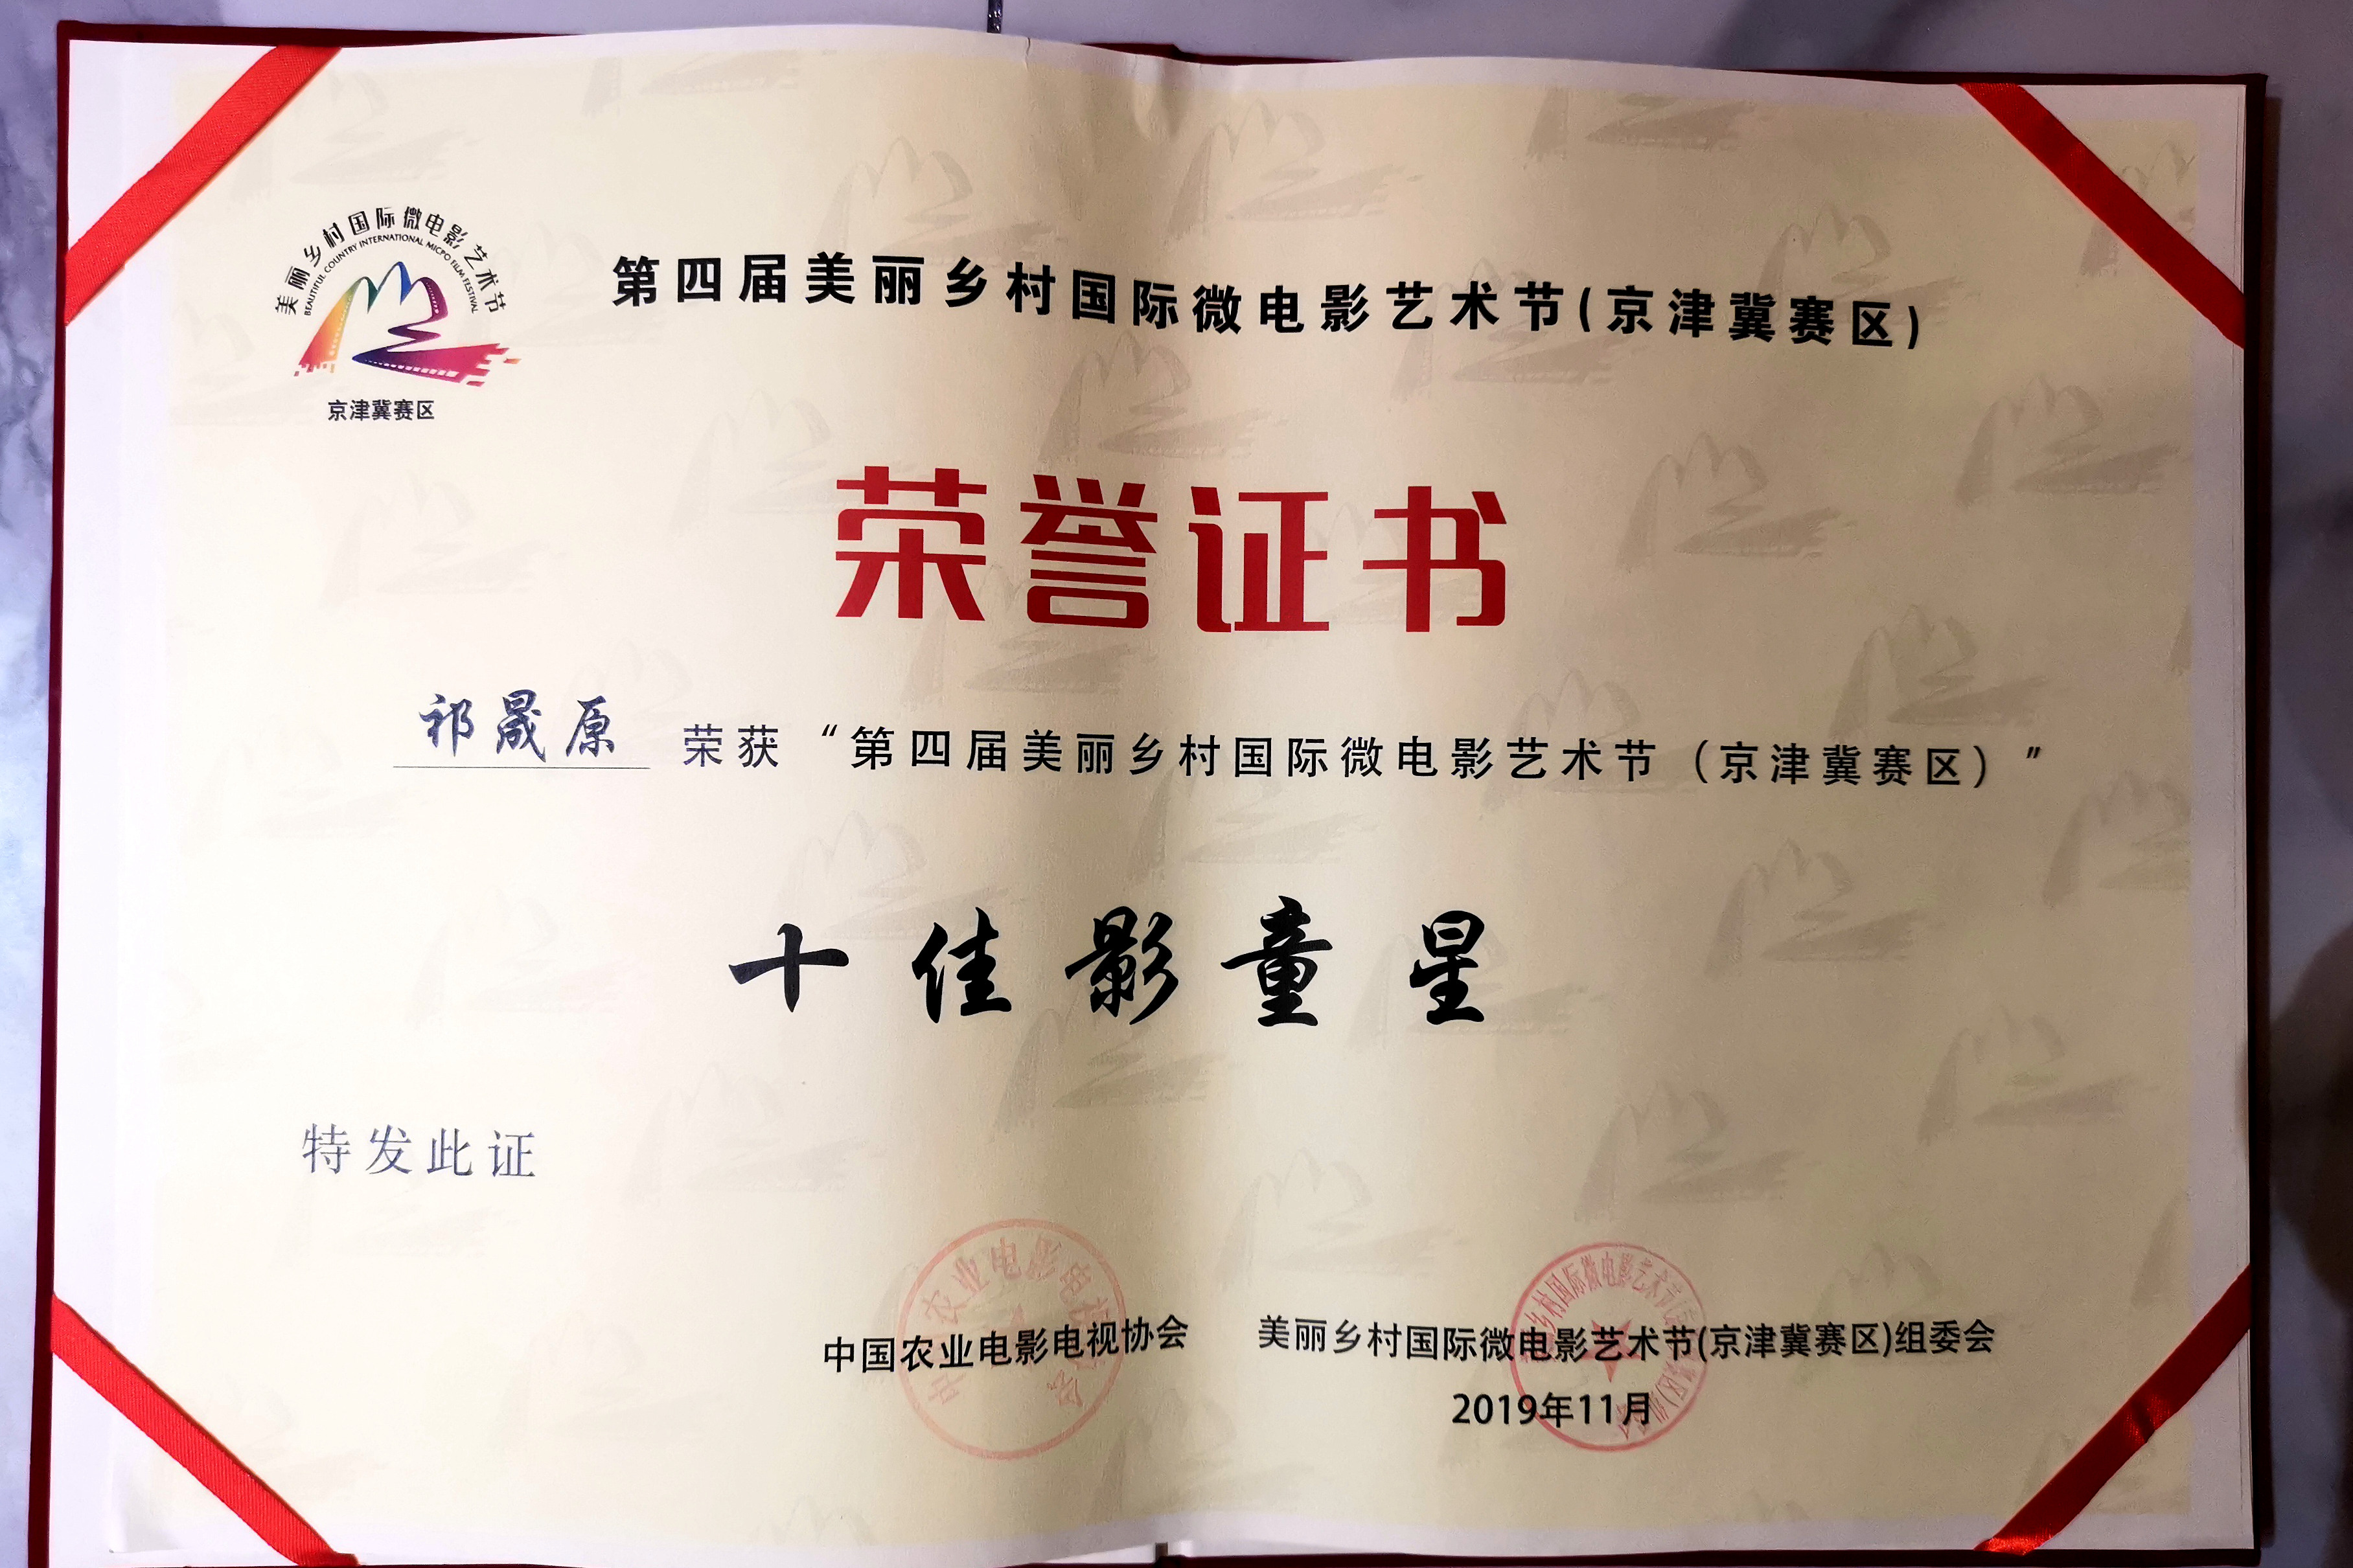 美丽乡村国际微电影艺术节
BEAUTIFUL COUNTRY INTERNATIONAL MICPO FILM FESTIVAL
京津冀赛区
第四届美丽乡村国际微电影艺术节(京津冀赛区)
荣誉证书
祁晟原 荣获“第四届美丽乡村国际微电影艺术节（京津冀赛区）”
十佳影童星
特发此证
中国农业电影电视协会 美丽乡村国际微电影艺术节(京津冀赛区)组委会
2019年11月